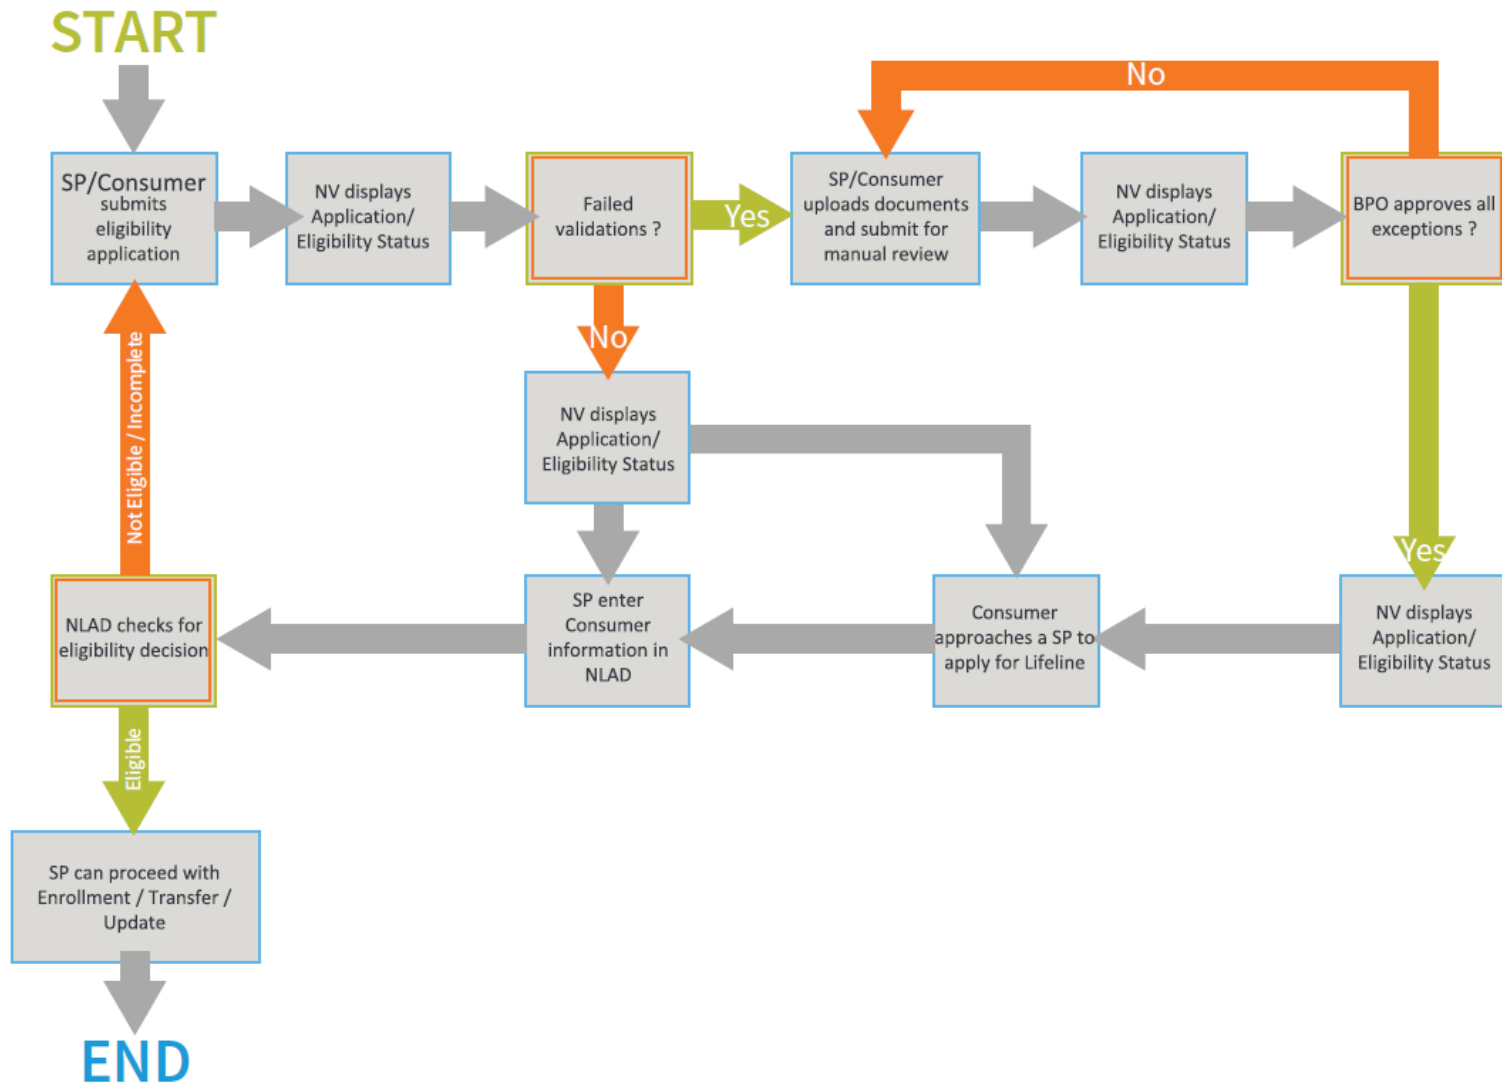 START
No
SP/Consumer
submits
eligibility
application
NV displays
Application/
Eligibility Status
Failed
validations ?
Yes
SP/Consumer
uploads documents
and submit for
manual review
NV displays
Application/
Eligibility Status
BPO approves all
exceptions ?
No
Not Eligible / Incomplete
NV displays
Application/
Eligibility Status
Yes
NLAD checks for
eligibility decision
SP enter
Consumer
information in
NLAD
Consumer
approaches a SP to
apply for Lifeline
NV displays
Application/
Eligibility Status
Eligible
SP can proceed with
Enrollment / Transfer /
Update
END